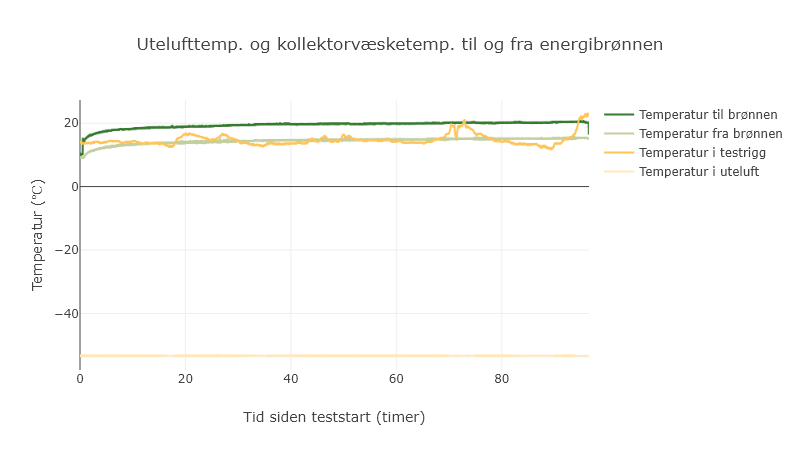 Utelufttemp. og kollektorvæsketemp. til og fra energibrønnen
Temperatur til brønnen
Temperatur fra brønnen
Temperatur i testrigg
Temperatur i uteluft
20
0
−20
−40
Temperatur (℃)
0
20
40
60
80
Tid siden teststart (timer)